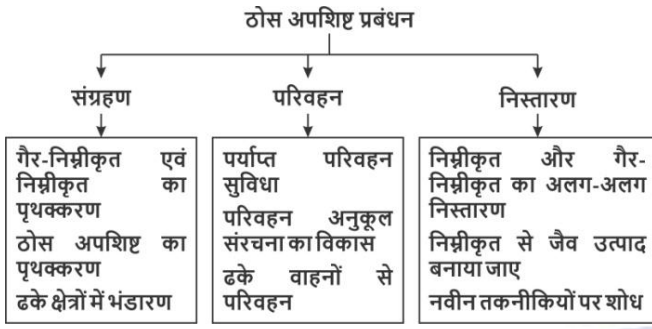 ठोस अपशिष्ट प्रबंधन
संग्रहण
परिवहन
निस्तारण
गैर-निम्नीकृत एवं
निम्नीकृत का
पृथक्करण
ठोस अपशिष्ट का
पृथक्करण
ढके क्षेत्रों में भंडारण
पर्याप्त परिवहन
सुविधा
परिवहन अनुकूल
संरचना का विकास
ढके वाहनों से
परिवहन
निम्नीकृत और गैर-
निम्नीकृत का अलग-अलग
निस्तारण
निम्नीकृत से जैव उत्पाद
बनाया जाए
नवीन तकनीकियों पर शोध